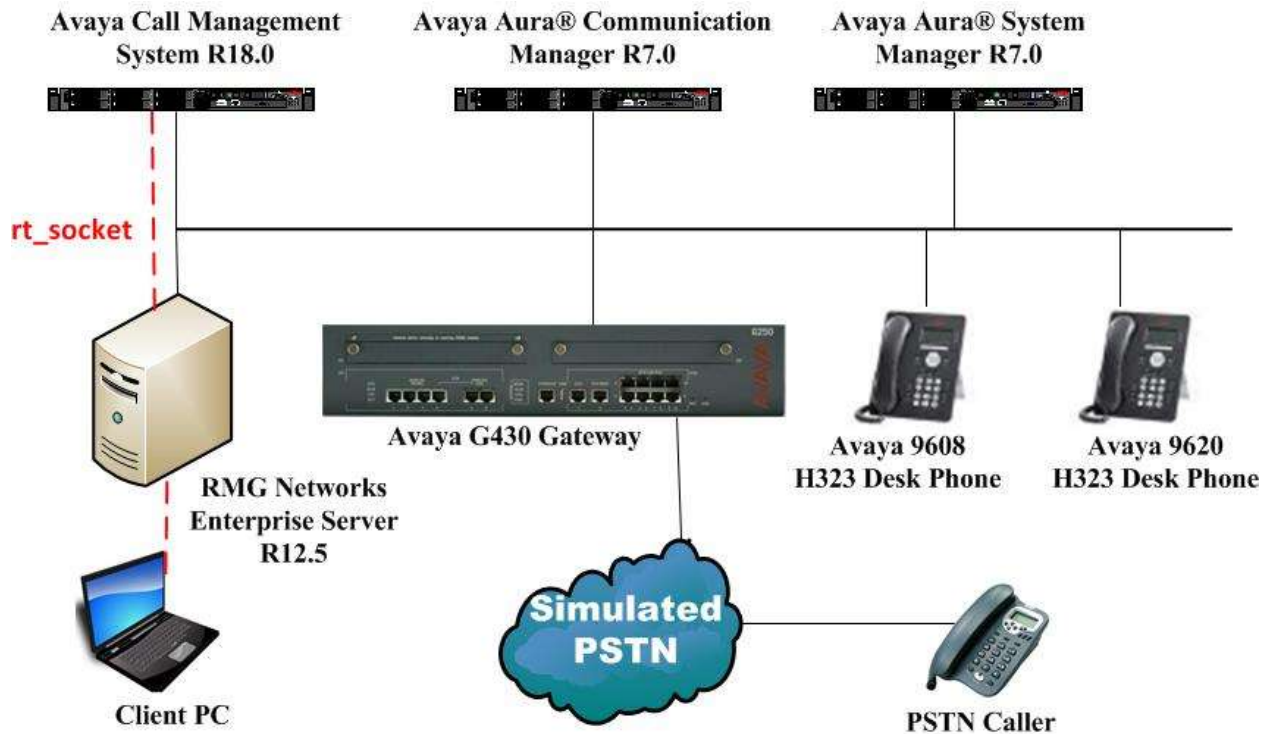 Avaya Call Management
System R18.0
Avaya Aura® Communication
Manager R7.0
Avaya Aura® System
Manager R7.0
rt_socket
G250
AVAYA
Avaya G430 Gateway
Avaya 9608
H323 Desk Phone
Avaya 9620
H323 Desk Phone
RMG Networks
Enterprise Server
R12.5
Simulated
PSTN
Client PC
PSTN Caller